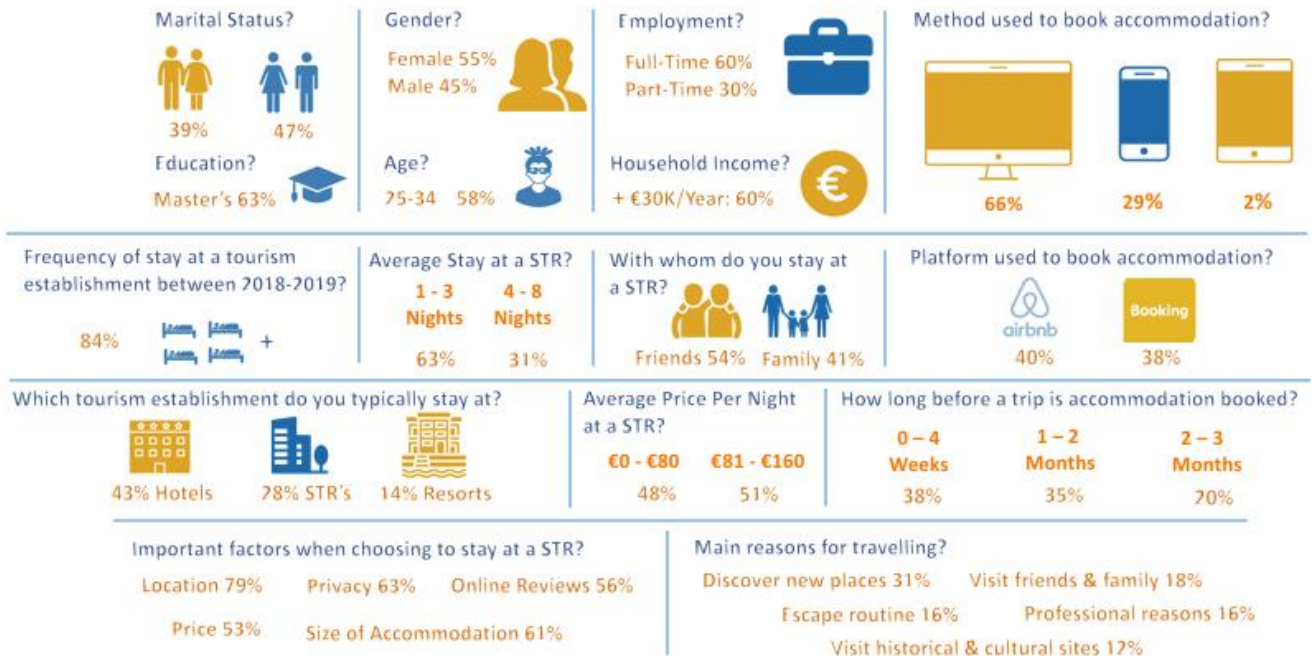 Marital Status?
39% 47%
Education?
Master's 63%
Gender?
Female 55%
Male 45%
Age?
25-34 58%
Employment?
Full-Time 60%
Part-Time 30%
Household Income?
+ €30K/Year: 60%
€
Method used to book accommodation?
66% 29% 2%
Frequency of stay at a tourism
establishment between 2018-2019?
84% +
Average Stay at a STR?
1 - 3 4 - 8
Nights Nights
63% 31%
With whom do you stay at
a STR?
Friends 54% Family 41%
Platform used to book accommodation?
airbnb Booking
40% 38%
Which tourism establishment do you typically stay at?
43% Hotels 28% STR's 14% Resorts
Average Price Per Night
at a STR?
€0 - €80 €81 - €160
48% 51%
How long before a trip is accommodation booked?
0 – 4 1 – 2 2 – 3
Weeks Months Months
38% 35% 20%
Important factors when choosing to stay at a STR?
Location 79% Privacy 63% Online Reviews 56%
Price 53% Size of Accommodation 61%
Main reasons for travelling?
Discover new places 31% Visit friends & family 18%
Escape routine 16% Professional reasons 16%
Visit historical & cultural sites 12%